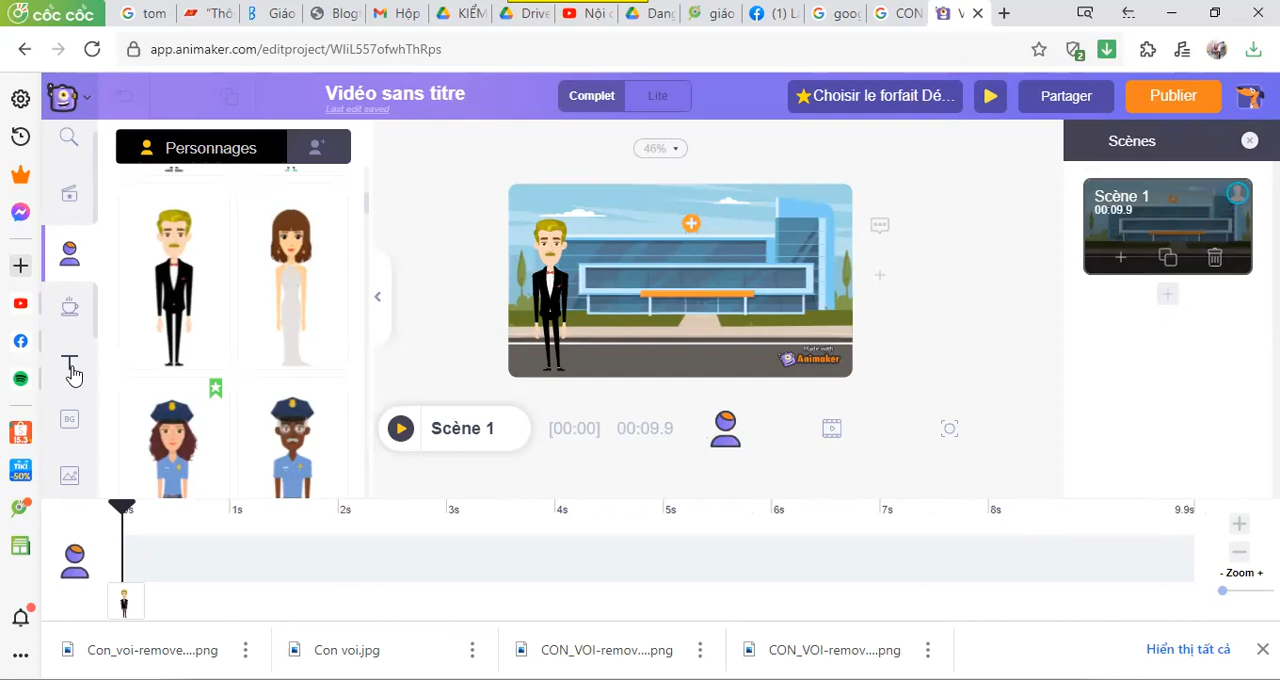 cốc cốc
tom
"Thô
Giáo
Blog
Hộp
KIỂM
Drive
Nội c
Dang
giáo
(1) L
goog
CON
V
app.animaker.com/editproject/WIiL557ofwhThRps
2
Vidéo sans titre
Last edit saved
Complet
Lite
Choisir le forfait Dé...
Partager
Publier
Personnages
46%
Made with
Animaker
Scènes
Scène 1
00:09.9
T
BG
Scène 1
[00:00]
00:09.9
15.3
TIKI
-50%
1s
2s
3s
4s
5s
6s
7s
8s
9.9s
- Zoom +
Con_voi-remove....png
Con voi.jpg
CON_VOI-remov....png
CON_VOI-remov....png
Hiển thị tất cả